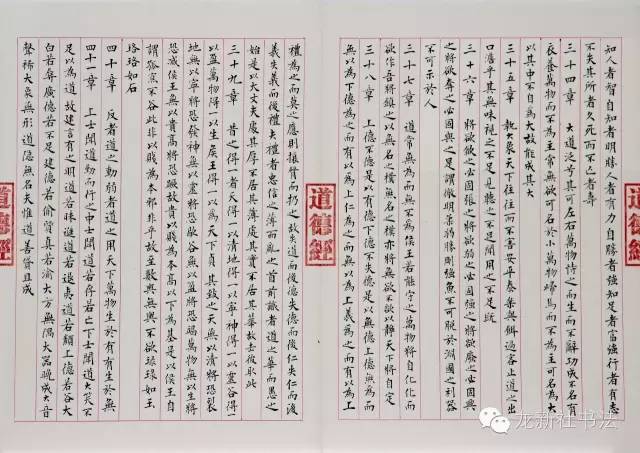 知人者智自知者明勝人者有力自勝者強知足者富強行者有志
不失其所者久死而不亡者壽
三十四章 大道泛兮其可左右萬物恃之而生而不辭功成不名有
衣養萬物而不為主常無欲可名於小萬物歸焉而不為主可名為大
以其終不自為大故能成其大
三十五章 執大象天下往往而不害安平泰樂與餌過客止道之出
口淡乎其無味視之不足見聽之不足聞用之不足既
三十六章 將欲歙之必固張之將欲弱之必固強之將欲廢之必固興
之將欲奪之必固與之是謂微明柔弱勝剛強魚不可脫於淵國之利器
不可示於人
三十七章 道常無為而無不為侯王若能守之萬物將自化化而
欲作吾將鎮之以無名之樸無名之樸亦將無欲不欲以靜天下將自定
三十八章 上德不德是以有德下德不失德是以無德上德無為而
無以為下德為之而有以為上仁為之而無以為上義為之而有以為上
禮為之而莫之應則攘臂而扔之故失道而後德失德而後仁失仁而後
義失義而後禮夫禮者忠信之薄而亂之首前識者道之華而愚之
始是以大丈夫處其厚不居其薄處其實不居其華故去彼取此
三十九章 昔之得一者天得一以清地得一以寧神得一以靈谷得一
以盈萬物得一以生侯王得一以為天下貞其致之天無以清將恐裂
地無以寧將恐發神無以靈將恐歇谷無以盈將恐竭萬物無以生將
恐滅侯王無以貴高將恐蹶故貴以賤為本高以下為基是以侯王自
謂孤寡不谷此非以賤為本邪非乎故至譽無譽不欲琭琭如玉
珞珞如石
四十章 反者道之動弱者道之用天下萬物生於有有生於無
四十一章 上士聞道勤而行之中士聞道若存若亡下士聞道大笑不
足以為道故建言有之明道若昧進道若退夷道若纇上德若谷大
白若辱廣德若不足建德若偷質真若渝大方無隅大器晚成大音
聲稀大象無形道隱無名夫惟道善貸且成
道德經
道德經
龙新社书法